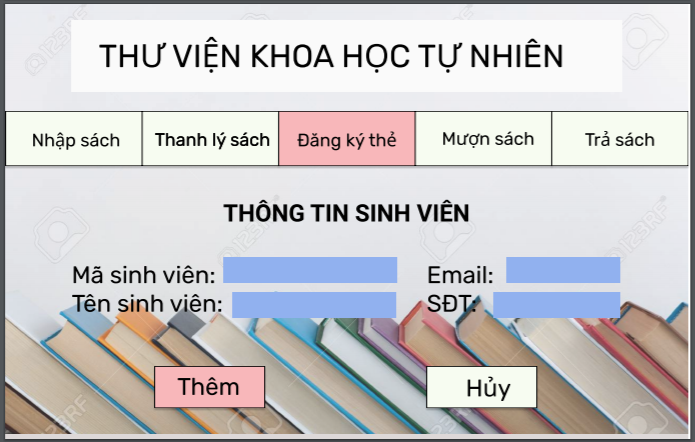 THƯ VIỆN KHOA HỌC TỰ NHIÊN
Nhập sách Thanh lý sách Đăng ký thẻ Mượn sách Trả sách
THÔNG TIN SINH VIÊN
Mã sinh viên: Email:
Tên sinh viên: SĐT:
Thêm Hủy
123RF